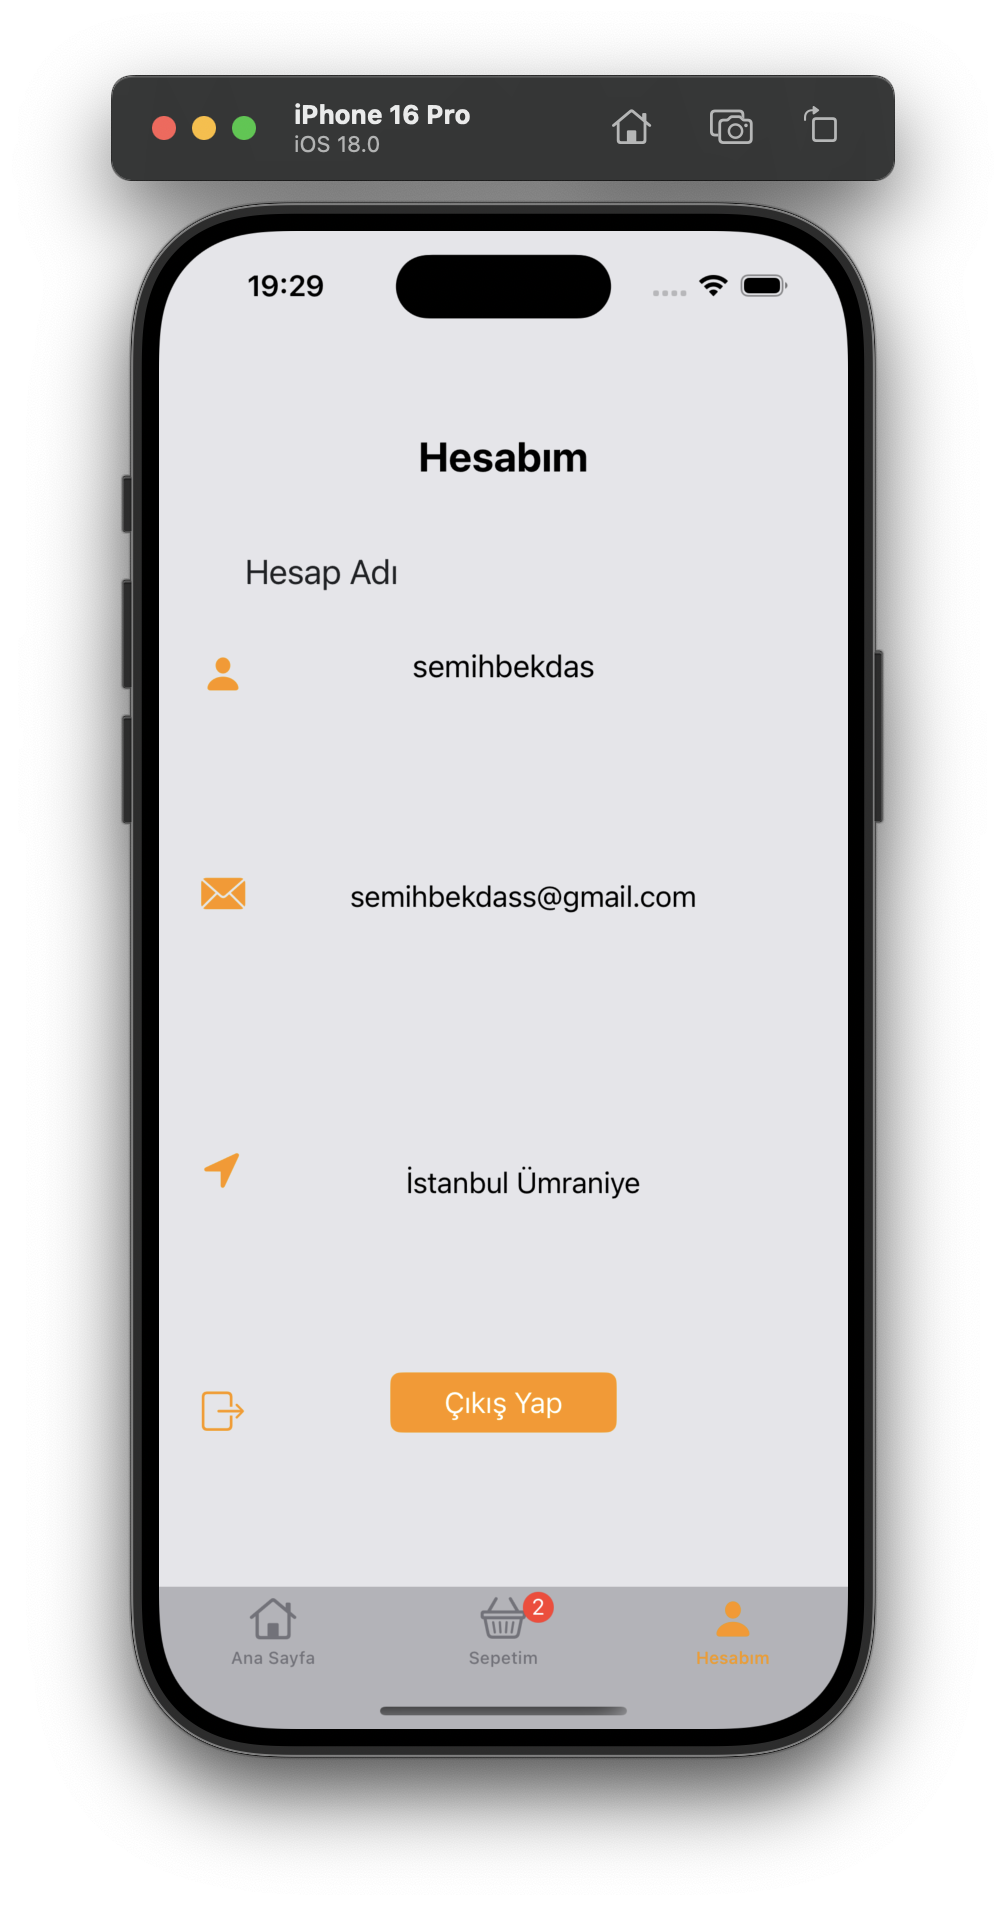 iPhone 16 Pro
iOS 18.0
19:29
Hesabım
Hesap Adı
semihbekdas
semihbekdass@gmail.com
İstanbul Ümraniye
Çıkış Yap
2
Ana Sayfa
Sepetim
Hesabım